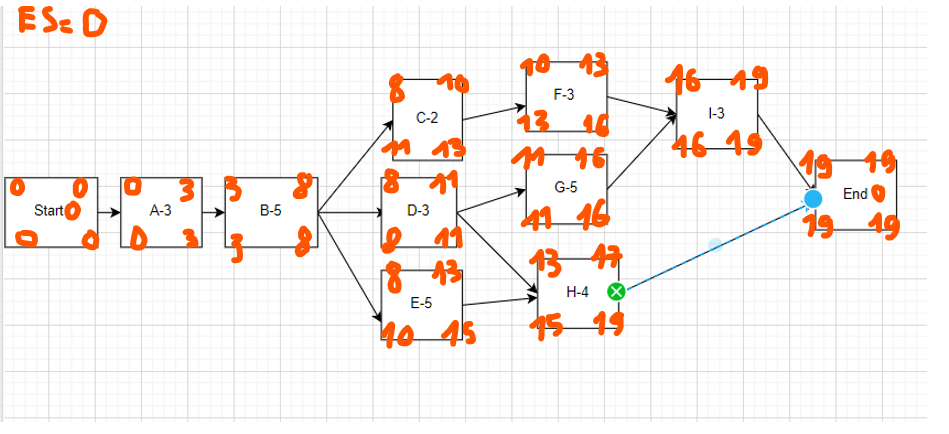 ES=0
0 0
Start 0
0 0
0 3
A-3
0 3
3 8
B-5
3 8
8 10
C-2
11 13
8 11
D-3
8 11
8 13
E-5
10 15
10 13
F-3
13 16
11 16
G-5
11 16
13 17
H-4
15 19
16 19
I-3
16 19
19 19
End 0
19 19